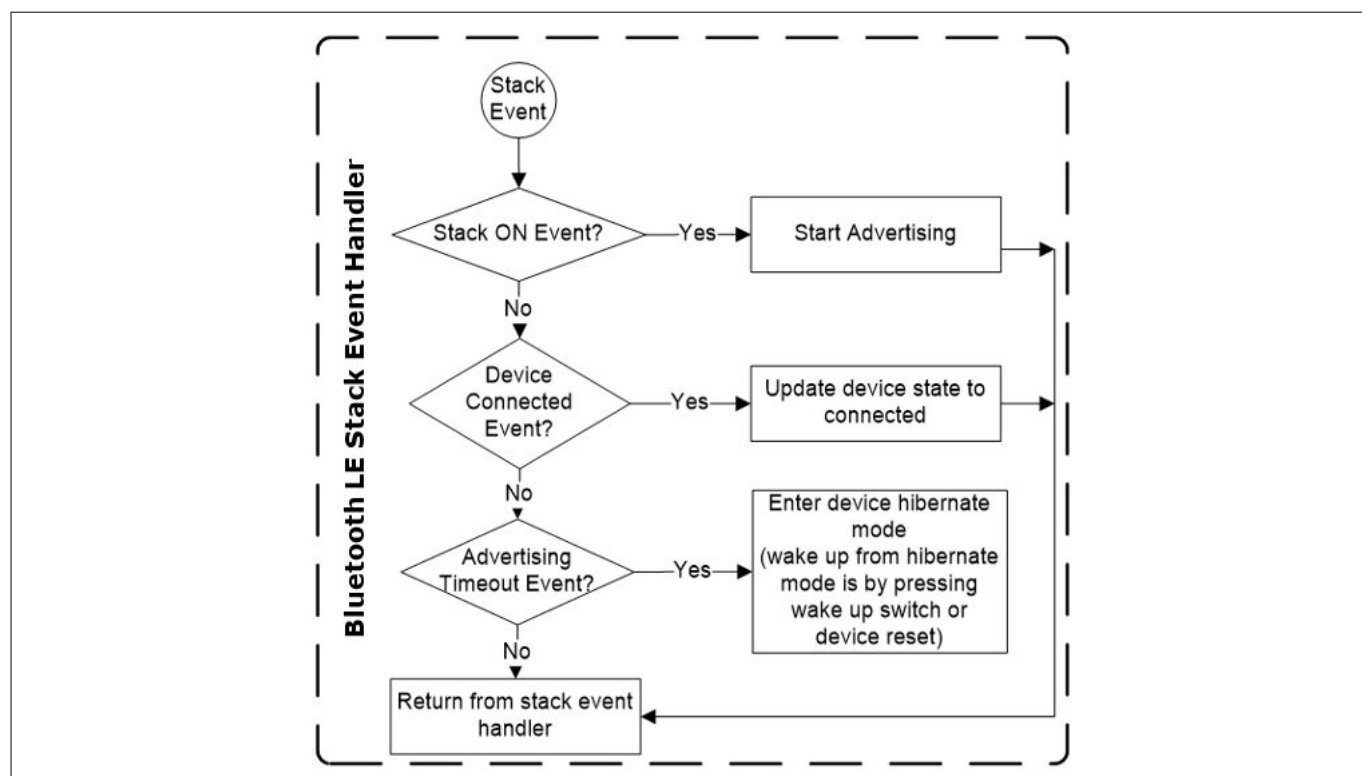 Bluetooth LE Stack Event Handler
Stack
Event
Stack ON Event?
Yes
Start Advertising
No
Device
Connected
Event?
Yes
Update device state to
connected
No
Advertising
Timeout Event?
Yes
Enter device hibernate
mode
(wake up from hibernate
mode is by pressing
wake up switch or
device reset)
No
Return from stack event
handler